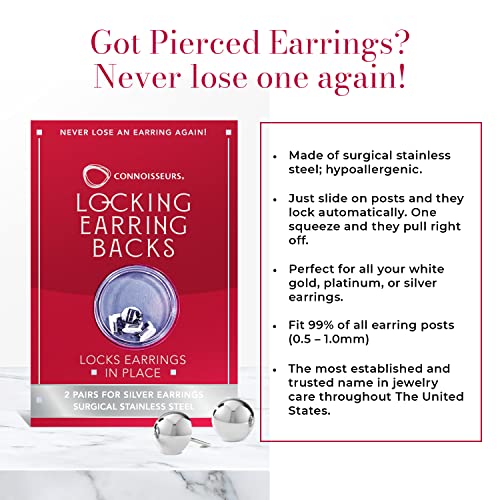 Got Pierced Earrings?
Never lose one again!
NEVER LOSE AN EARRING AGAIN!
CONNOISSEURS®
LOCKING
EARRING
BACKS
LOCKS EARRINGS
IN PLACE
2 PAIRS FOR SILVER EARRINGS
SURGICAL STAINLESS STEEL
• Made of surgical stainless
steel; hypoallergenic.
• Just slide on posts and they
lock automatically. One
squeeze and they pull right
off.
• Perfect for all your white
gold, platinum, or silver
earrings.
• Fit 99% of all earring posts
(0.5 – 1.0mm)
• The most established and
trusted name in jewelry
care throughout The United
States.